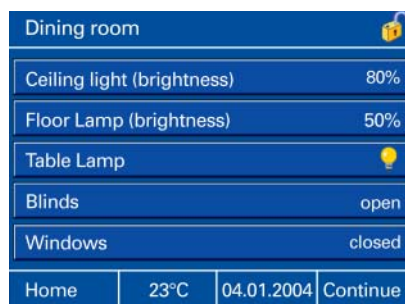 Dining room
Ceiling light (brightness) 80%
Floor Lamp (brightness) 50%
Table Lamp
Blinds open
Windows closed
Home 23°C 04.01.2004 Continue